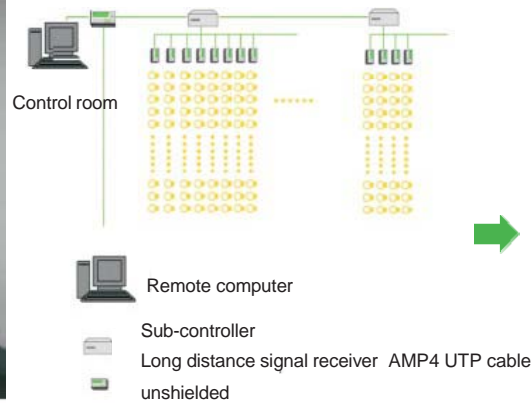 Control room
Remote computer
Sub-controller
Long distance signal receiver AMP4 UTP cable
unshielded